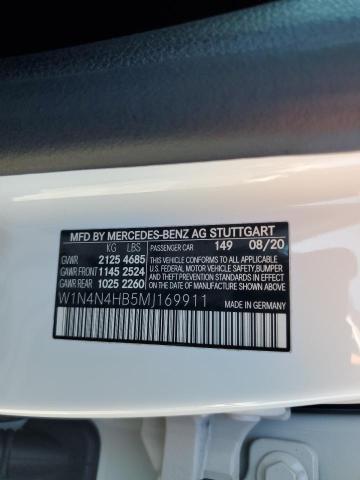 MFD BY MERCEDES-BENZ AG STUTTGART
KG LBS PASSENGER CAR 149 08/20
GVWR 2125 4685
GAWR FRONT 1145 2524
GAWR REAR 1025 2260
THIS VEHICLE CONFORMS TO ALL APPLICABLE
U.S. FEDERAL MOTOR VEHICLE SAFETY, BUMPER,
AND THEFT PREVENTION STANDARDS IN EFFECT
ON THE DATE OF MANUFACTURE SHOWN ABOVE.
W1N4N4HB5MJ169911
MADE IN GERMANY